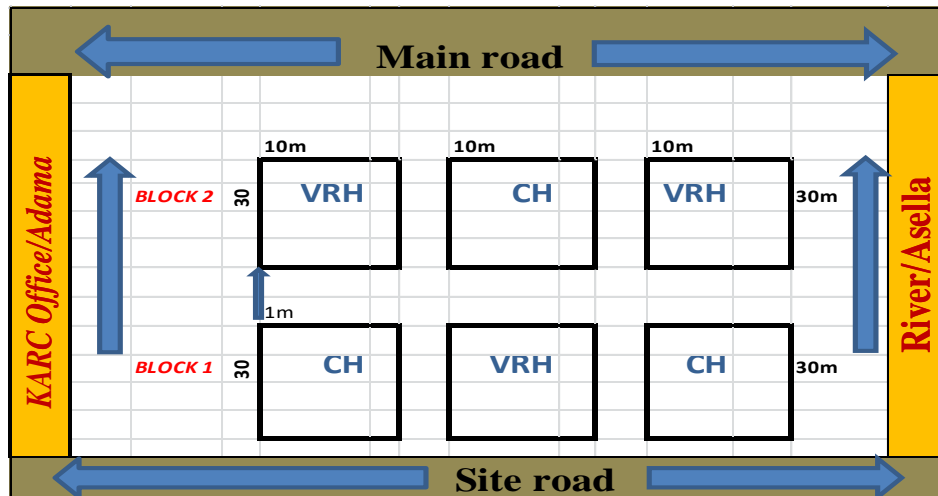 Main road
KARC Office/Adama
River/Asella
10m 10m 10m
BLOCK 2 30 VRH CH VRH 30m
1m
BLOCK 1 30 CH VRH CH 30m
Site road